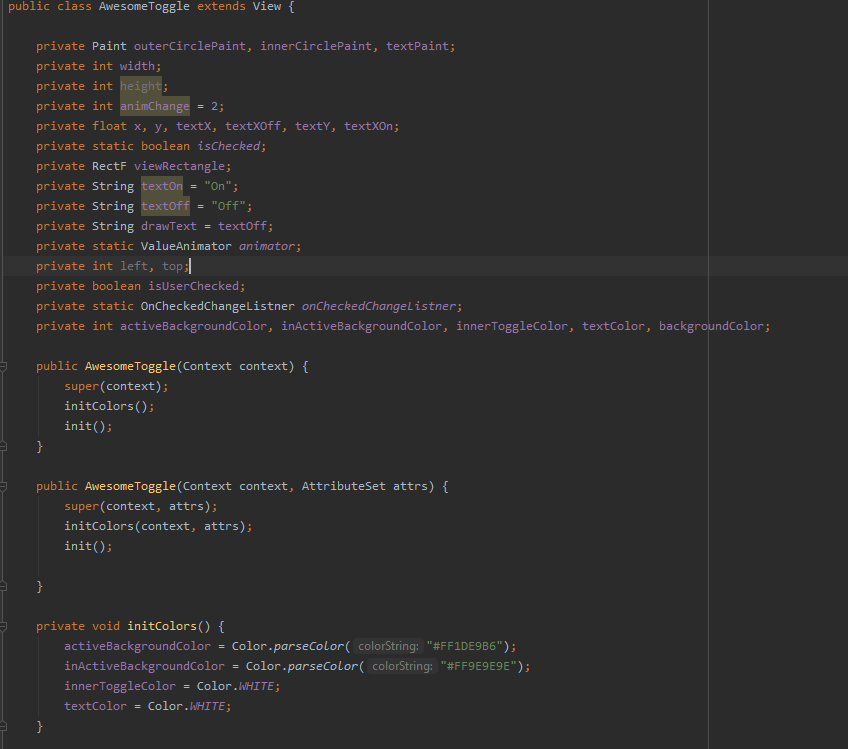 public class AwesomeToggle extends View {
private Paint outerCirclePaint, innerCirclePaint, textPaint;
private int width;
private int height;
private int animChange = 2;
private float x, y, textX, textXOff, textY, textXOn;
private static boolean isChecked;
private RectF viewRectangle;
private String textOn = "On";
private String textOff = "Off";
private String drawText = textOff;
private static ValueAnimator animator;
private int left, top;
private boolean isUserChecked;
private static OnCheckedChangeListner onCheckedChangeListner;
private int activeBackgroundColor, inActiveBackgroundColor, innerToggleColor, textColor, backgroundColor;
public AwesomeToggle(Context context) {
super(context);
initColors();
init();
}
public AwesomeToggle(Context context, AttributeSet attrs) {
super(context, attrs);
initColors(context, attrs);
init();
}
private void initColors() {
activeBackgroundColor = Color.parseColor( colorString: "#FF1DE9B6");
inActiveBackgroundColor = Color.parseColor( colorString: "#FF9E9E9E");
innerToggleColor = Color.WHITE;
textColor = Color.WHITE;
}